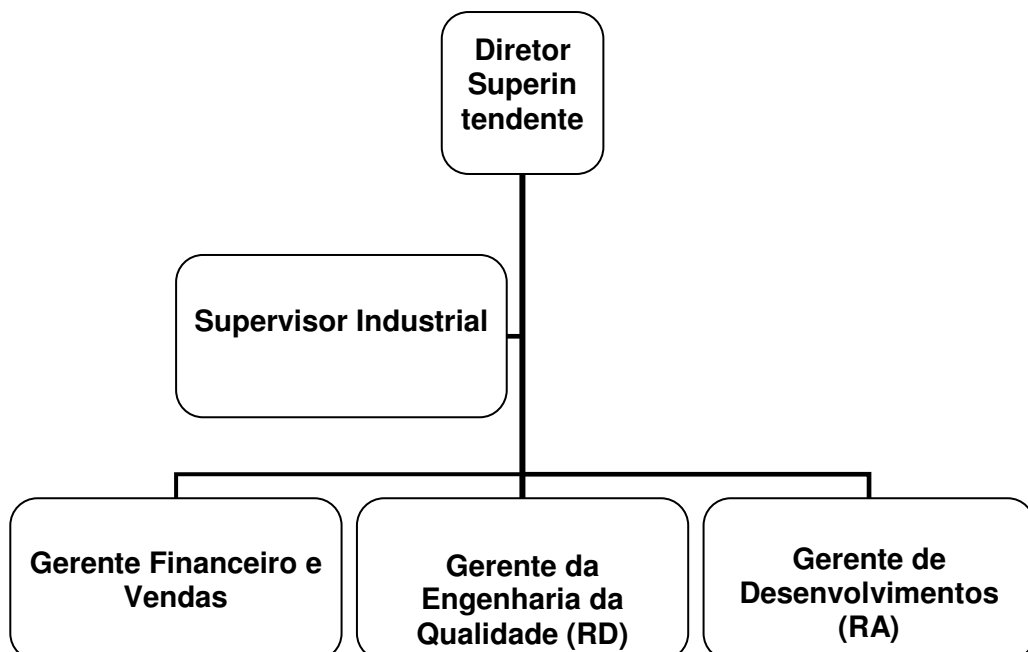 Diretor
Superin
tendente
Supervisor Industrial
Gerente Financeiro e
Vendas
Gerente da
Engenharia da
Qualidade (RD)
Gerente de
Desenvolvimentos
(RA)